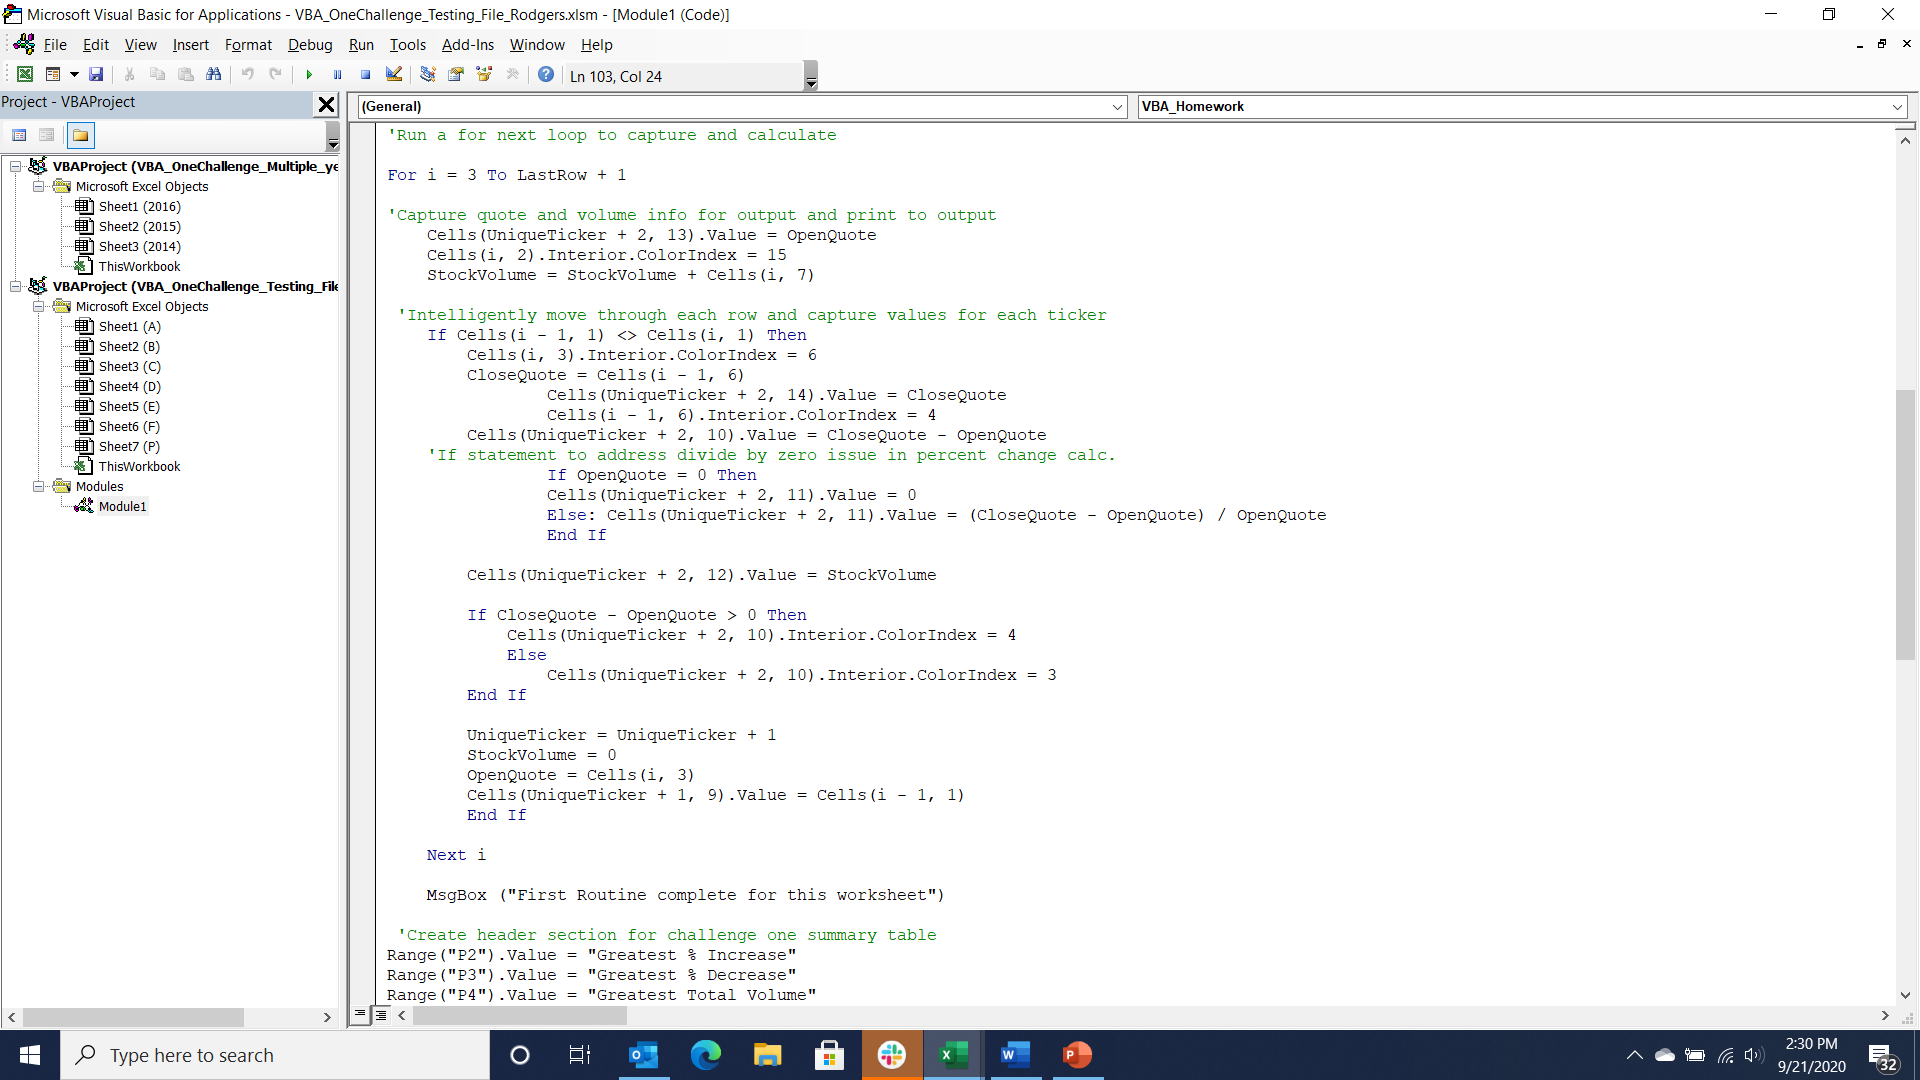 Microsoft Visual Basic for Applications - VBA_OneChallenge_Testing_File_Rodgers.xlsm - [Module1 (Code)]
File Edit View Insert Format Debug Run Tools Add-Ins Window Help
Ln 103, Col 24
Project - VBAProject
(General)
VBA_Homework
VBAProject (VBA_OneChallenge_Multiple_ye
Microsoft Excel Objects
Sheet1 (2016)
Sheet2 (2015)
Sheet3 (2014)
ThisWorkbook
VBAProject (VBA_OneChallenge_Testing_File
Microsoft Excel Objects
Sheet1 (A)
Sheet2 (B)
Sheet3 (C)
Sheet4 (D)
Sheet5 (E)
Sheet6 (F)
Sheet7 (P)
ThisWorkbook
Modules
Module1
'Run a for next loop to capture and calculate
For i = 3 To LastRow + 1
'Capture quote and volume info for output and print to output
Cells(UniqueTicker + 2, 13).Value = OpenQuote
Cells(i, 2).Interior.ColorIndex = 15
StockVolume = StockVolume + Cells(i, 7)
'Intelligently move through each row and capture values for each ticker
If Cells(i - 1, 1) <> Cells(i, 1) Then
Cells(i, 3).Interior.ColorIndex = 6
CloseQuote = Cells(i - 1, 6)
Cells(UniqueTicker + 2, 14).Value = CloseQuote
Cells(i - 1, 6).Interior.ColorIndex = 4
Cells(UniqueTicker + 2, 10).Value = CloseQuote - OpenQuote
'If statement to address divide by zero issue in percent change calc.
If OpenQuote = 0 Then
Cells(UniqueTicker + 2, 11).Value = 0
Else: Cells(UniqueTicker + 2, 11).Value = (CloseQuote - OpenQuote) / OpenQuote
End If
Cells(UniqueTicker + 2, 12).Value = StockVolume
If CloseQuote - OpenQuote > 0 Then
Cells(UniqueTicker + 2, 10).Interior.ColorIndex = 4
Else
Cells(UniqueTicker + 2, 10).Interior.ColorIndex = 3
End If
UniqueTicker = UniqueTicker + 1
StockVolume = 0
OpenQuote = Cells(i, 3)
Cells(UniqueTicker + 1, 9).Value = Cells(i - 1, 1)
End If
Next i
MsgBox ("First Routine complete for this worksheet")
'Create header section for challenge one summary table
Range("P2").Value = "Greatest % Increase"
Range("P3").Value = "Greatest % Decrease"
Range("P4").Value = "Greatest Total Volume"
Type here to search
2:30 PM
9/21/2020
32